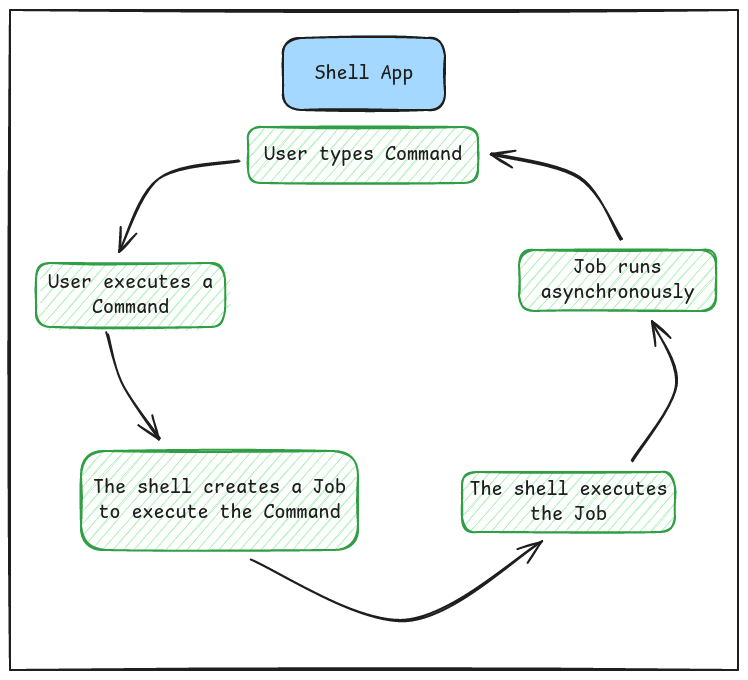 Shell App
User types Command
User executes a
Command
Job runs
asynchronously
The shell creates a Job
to execute the Command
The shell executes
the Job